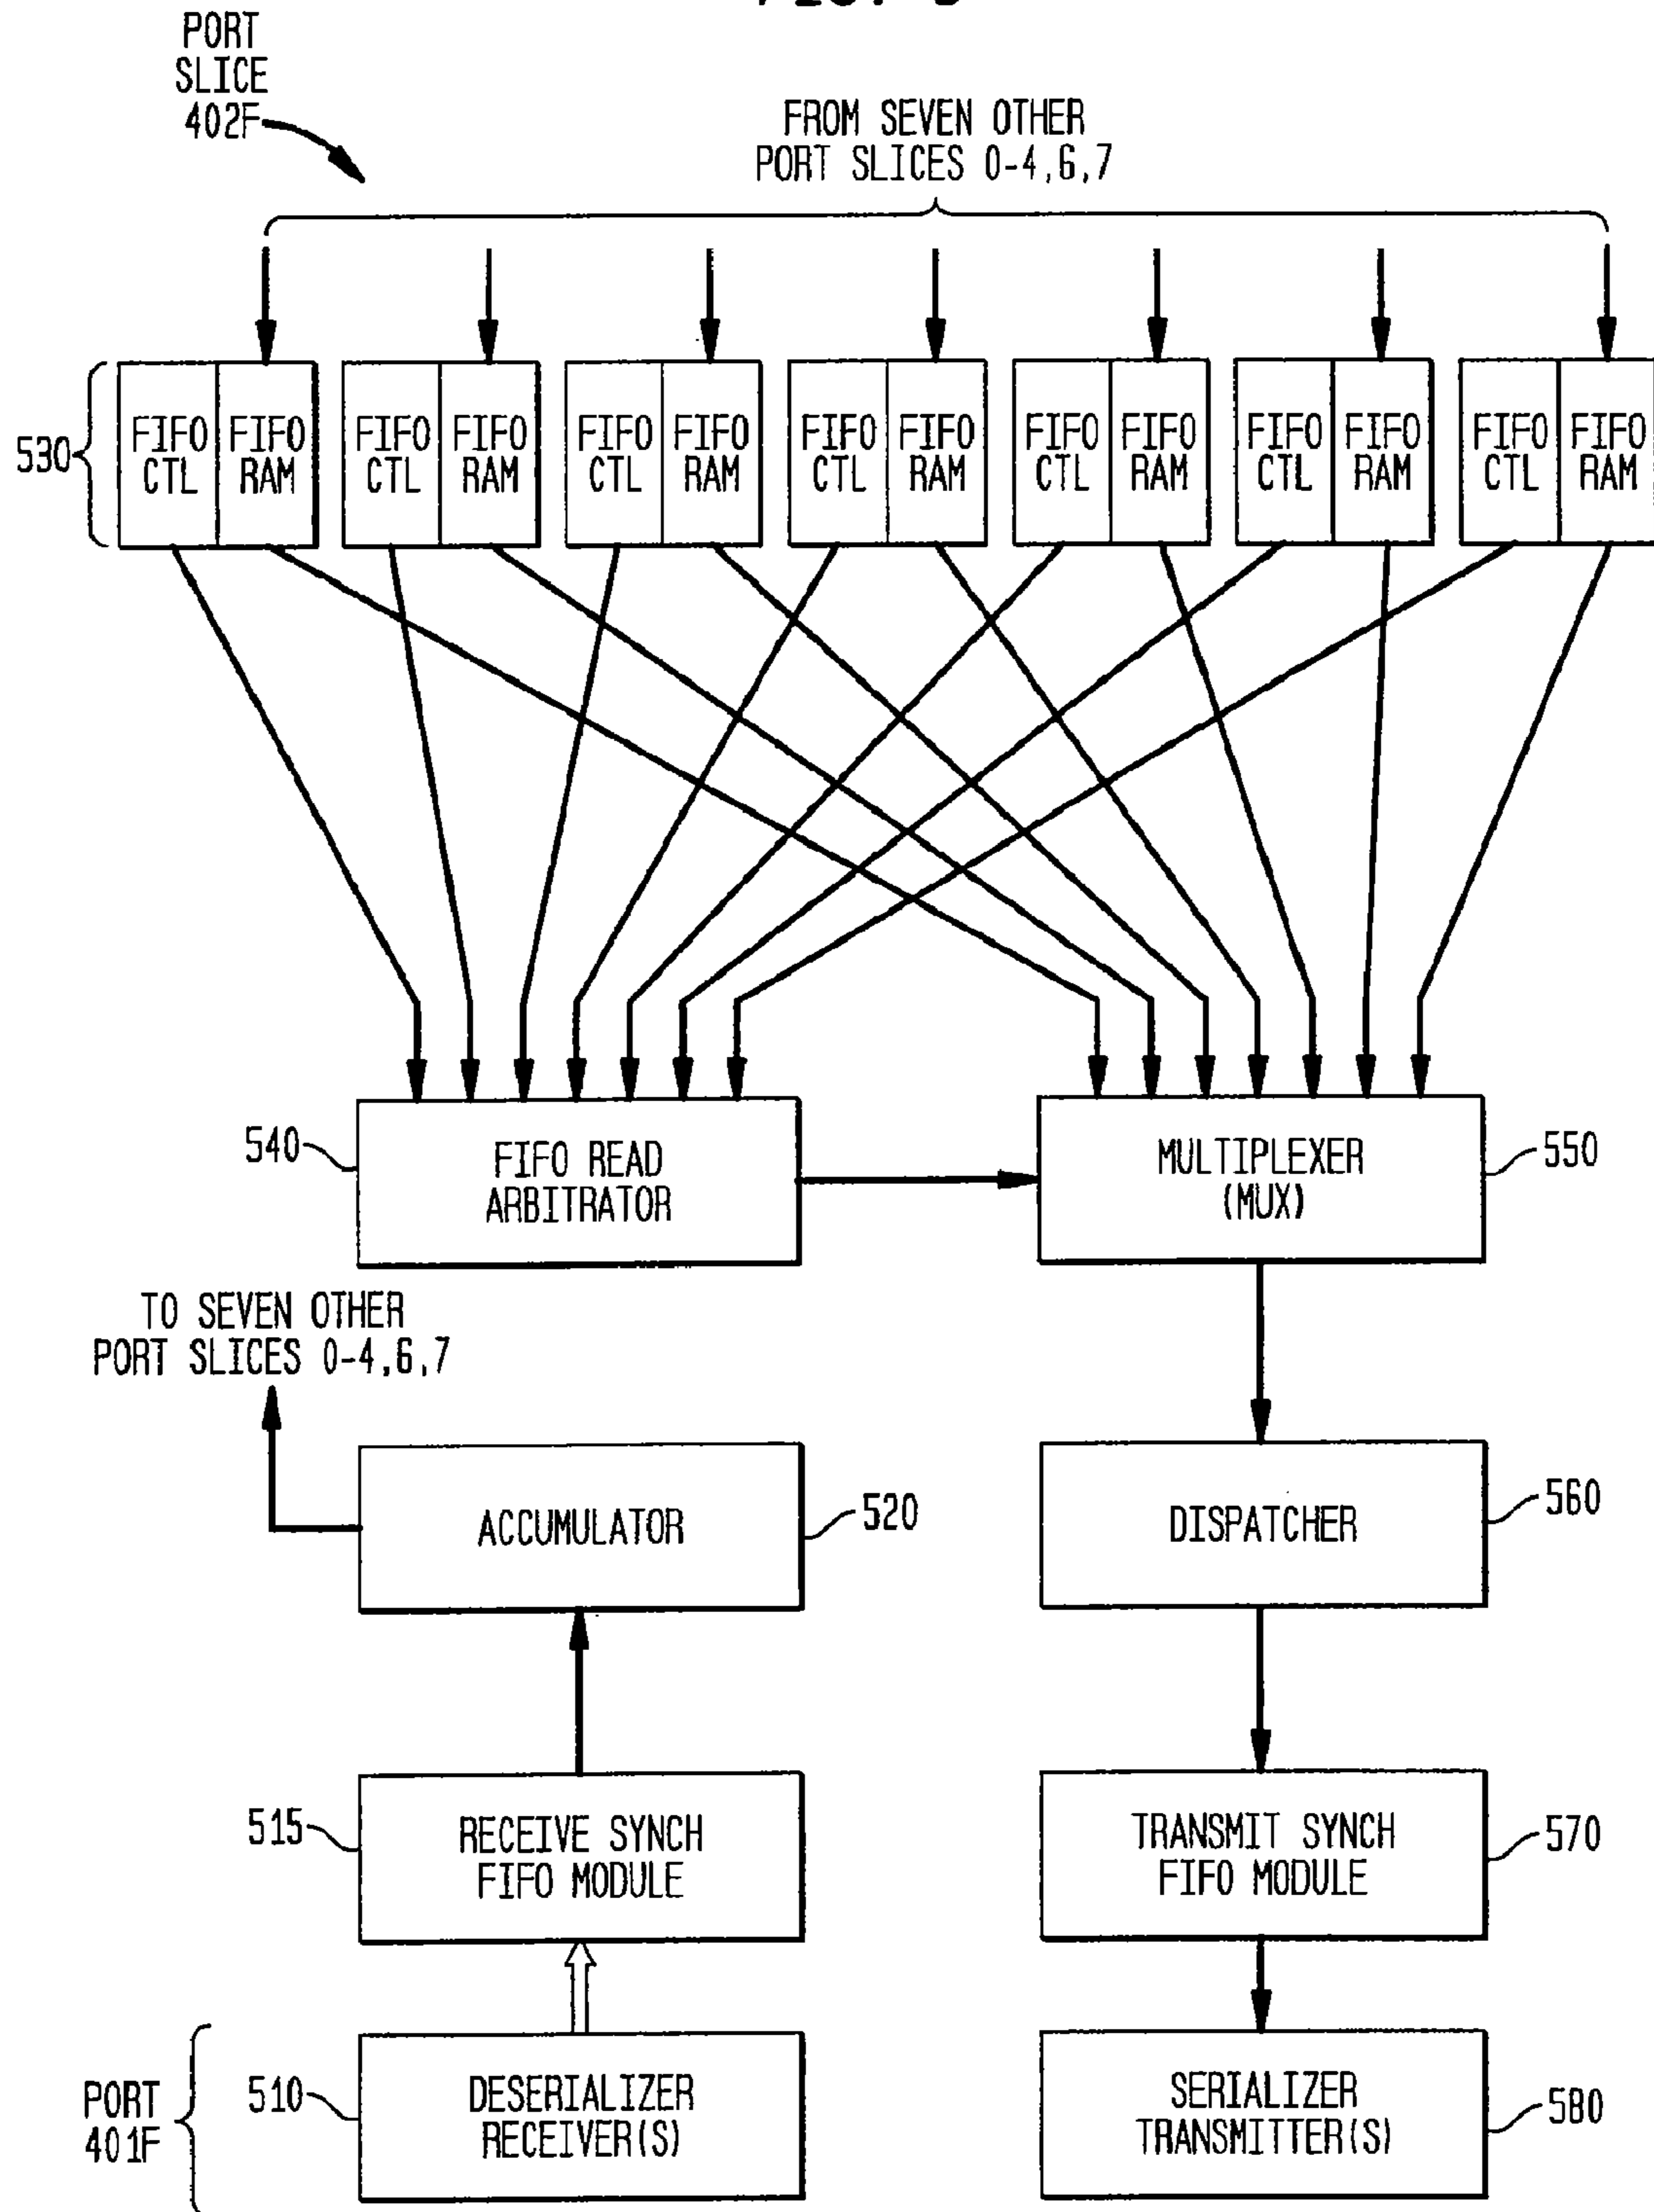 PORT
SLICE
402F
FROM SEVEN OTHER
PORT SLICES 0-4,6,7
530
FIFO CTL FIFO RAM FIFO CTL FIFO RAM FIFO CTL FIFO RAM FIFO CTL FIFO RAM FIFO CTL FIFO RAM FIFO CTL FIFO RAM FIFO CTL FIFO RAM
540
FIFO READ
ARBITRATOR
MULTIPLEXER
(MUX)
550
TO SEVEN OTHER
PORT SLICES 0-4,6,7
ACCUMULATOR
520
DISPATCHER
560
515
RECEIVE SYNCH
FIFO MODULE
TRANSMIT SYNCH
FIFO MODULE
570
PORT
401F
510
DESERIALIZER
RECEIVER(S)
SERIALIZER
TRANSMITTER(S)
580